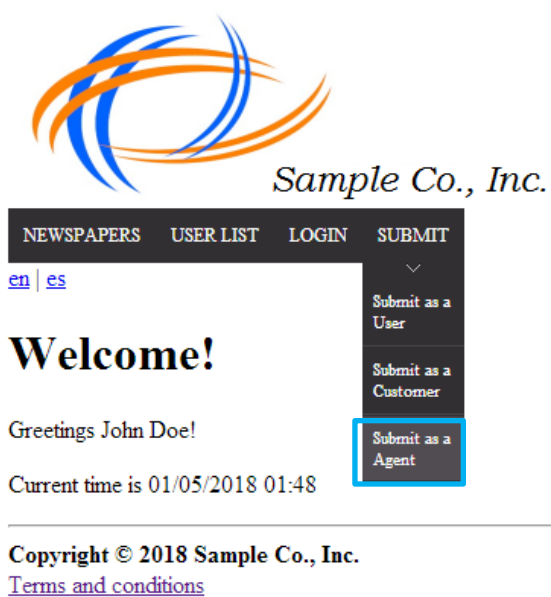 Sample Co., Inc.
NEWSPAPERS USER LIST LOGIN SUBMIT
en | es
Submit as a
User
Submit as a
Customer
Submit as a
Agent
Welcome!
Greetings John Doe!
Current time is 01/05/2018 01:48
Copyright © 2018 Sample Co., Inc.
Terms and conditions